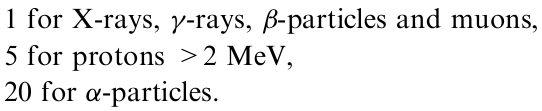 1 for X-rays, γ-rays, β-particles and muons,
5 for protons >2 MeV,
20 for α-particles.